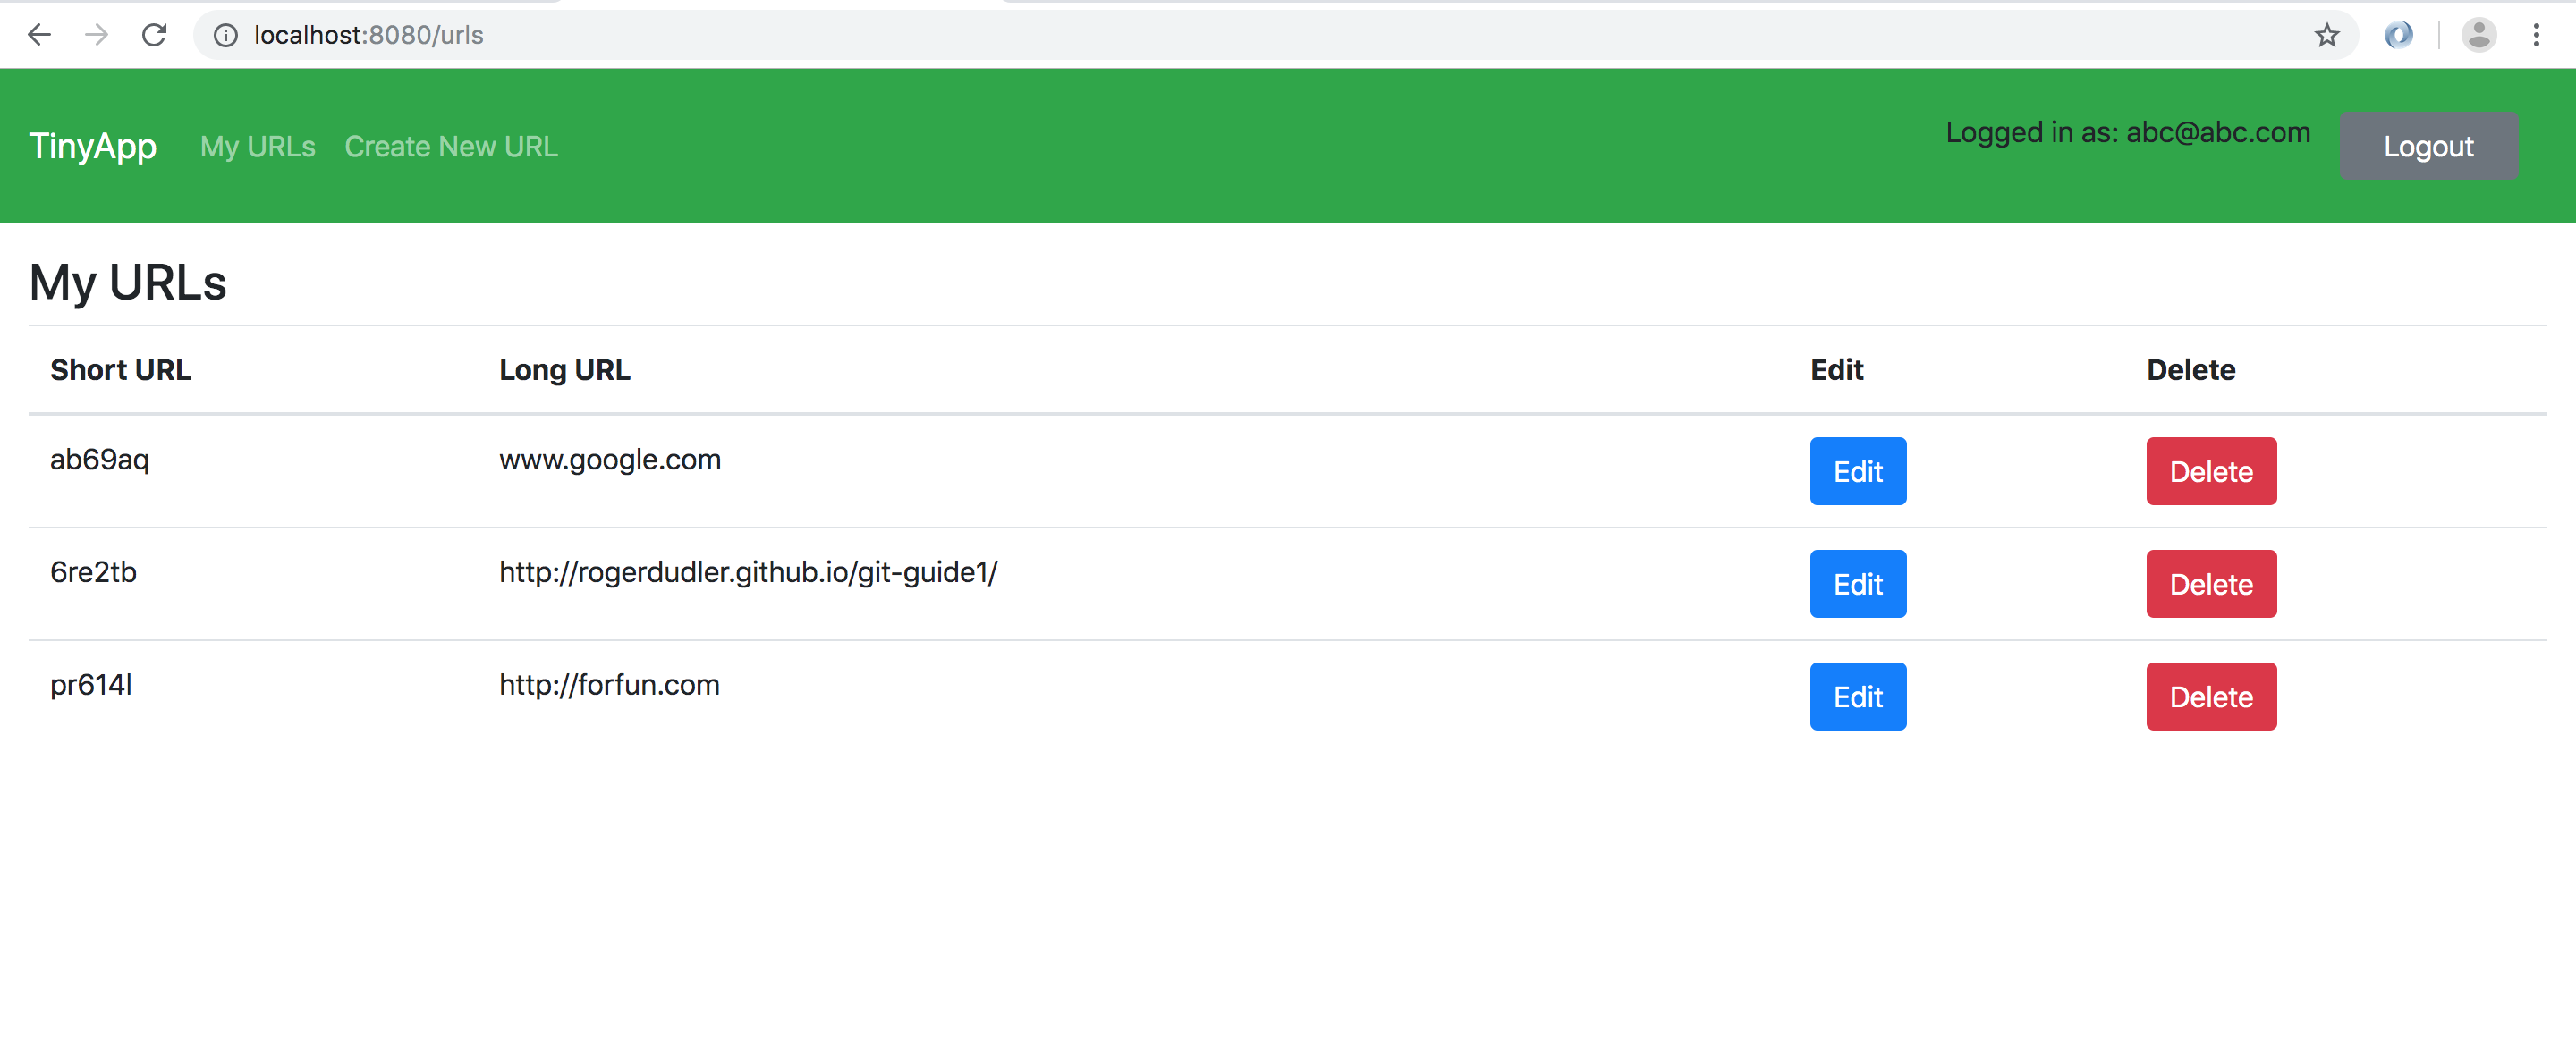 localhost:8080/urls
TinyApp My URLs Create New URL Logged in as: abc@abc.com Logout
My URLs
Short URL Long URL Edit Delete
ab69aq www.google.com Edit Delete
6re2tb http://rogerdudler.github.io/git-guide1/ Edit Delete
pr614l http://forfun.com Edit Delete